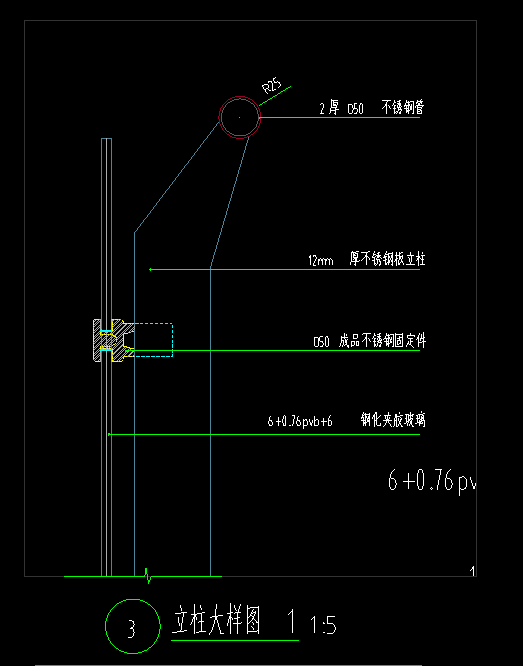 R25
2厚 D50 不锈钢管
12mm 厚不锈钢板立柱
D50 成品不锈钢固定件
6+0.76pvb+6 钢化夹胶玻璃
6+0.76pv
1
3 立柱大样图 1 1:5